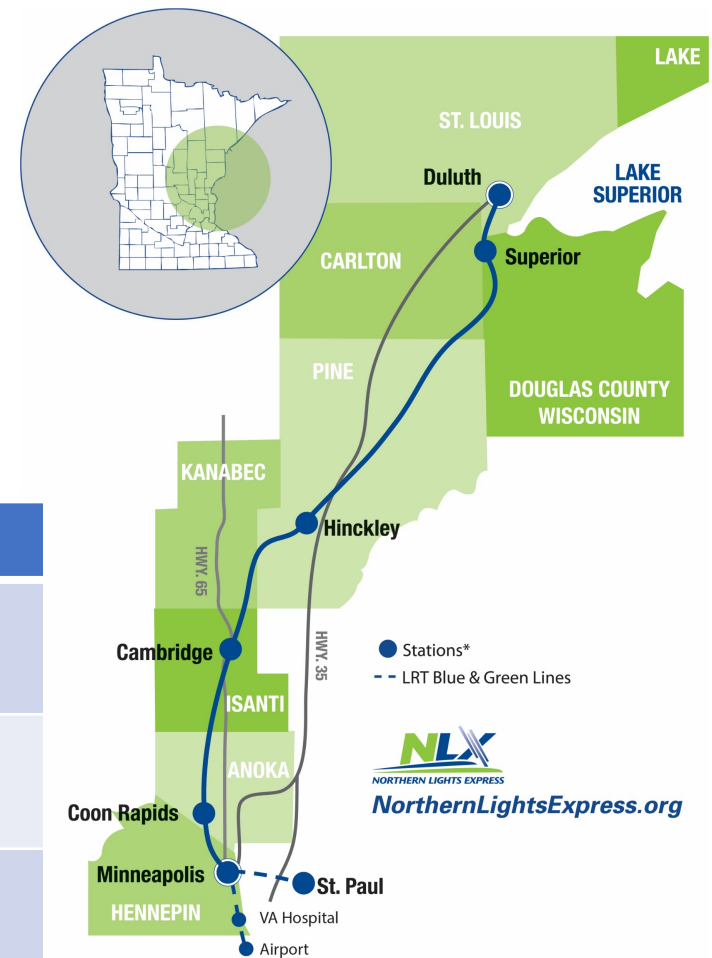 LAKE
ST. LOUIS
Duluth
LAKE
SUPERIOR
CARLTON
Superior
PINE
DOUGLAS COUNTY
WISCONSIN
KANABEC
Hinckley
HWY. 65
HWY. 35
Cambridge
Stations*
LRT Blue & Green Lines
ISANTI
NLX
NORTHERN LIGHTS EXPRESS
ANOKA
NorthernLightsExpress.org
Coon Rapids
Minneapolis
St. Paul
HENNEPIN
VA Hospital
Airport